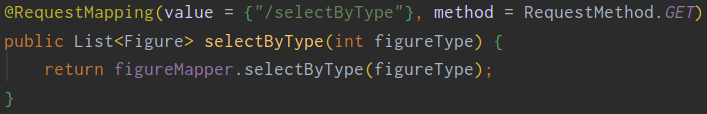 @RequestMapping(value = {"/selectByType"}, method = RequestMethod.GET)
public List<Figure> selectByType(int figureType) {
return figureMapper.selectByType(figureType);
}